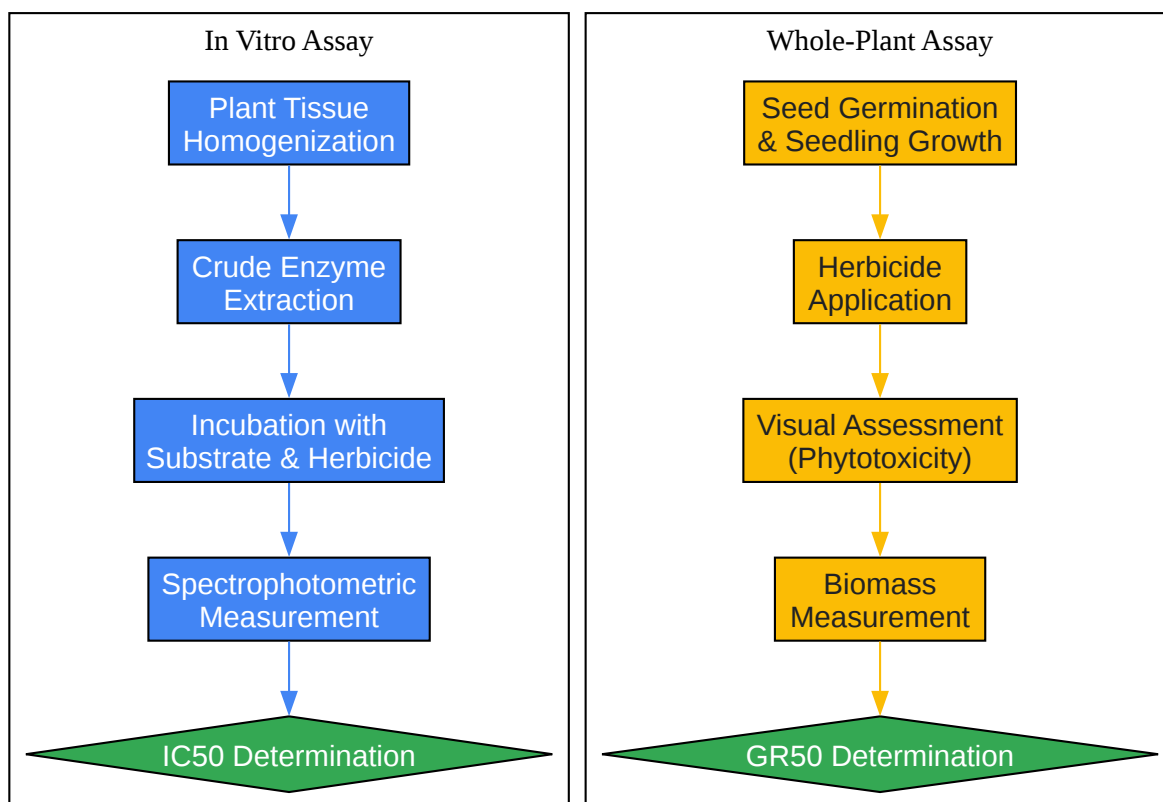 In Vitro Assay
Plant Tissue
Homogenization
Crude Enzyme
Extraction
Incubation with
Substrate & Herbicide
Spectrophotometric
Measurement
IC50 Determination
Whole-Plant Assay
Seed Germination
& Seedling Growth
Herbicide
Application
Visual Assessment
(Phytotoxicity)
Biomass
Measurement
GR50 Determination